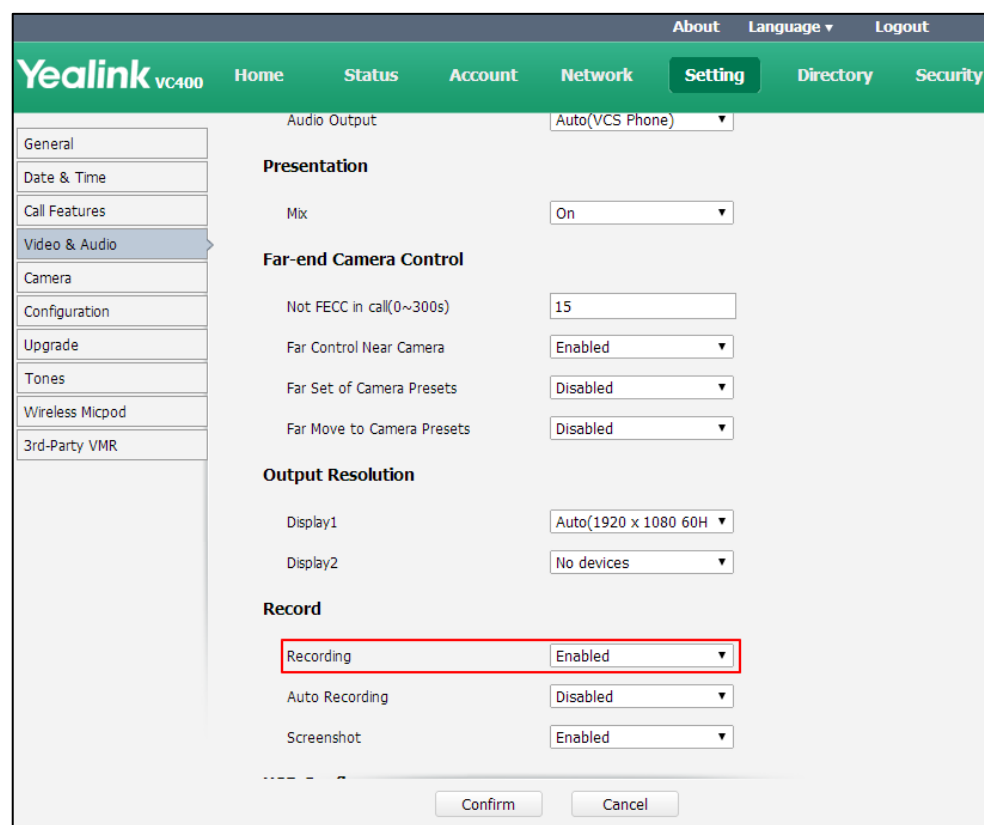 About Language ▾ Logout
Yealink VC400 Home Status Account Network Setting Directory Security
General
Date & Time
Call Features
Video & Audio
Camera
Configuration
Upgrade
Tones
Wireless Micpod
3rd-Party VMR
Audio Output Auto(VCS Phone)
Presentation
Mix On
Far-end Camera Control
Not FECC in call(0~300s) 15
Far Control Near Camera Enabled
Far Set of Camera Presets Disabled
Far Move to Camera Presets Disabled
Output Resolution
Display1 Auto(1920 x 1080 60H
Display2 No devices
Record
Recording Enabled
Auto Recording Disabled
Screenshot Enabled
Confirm Cancel